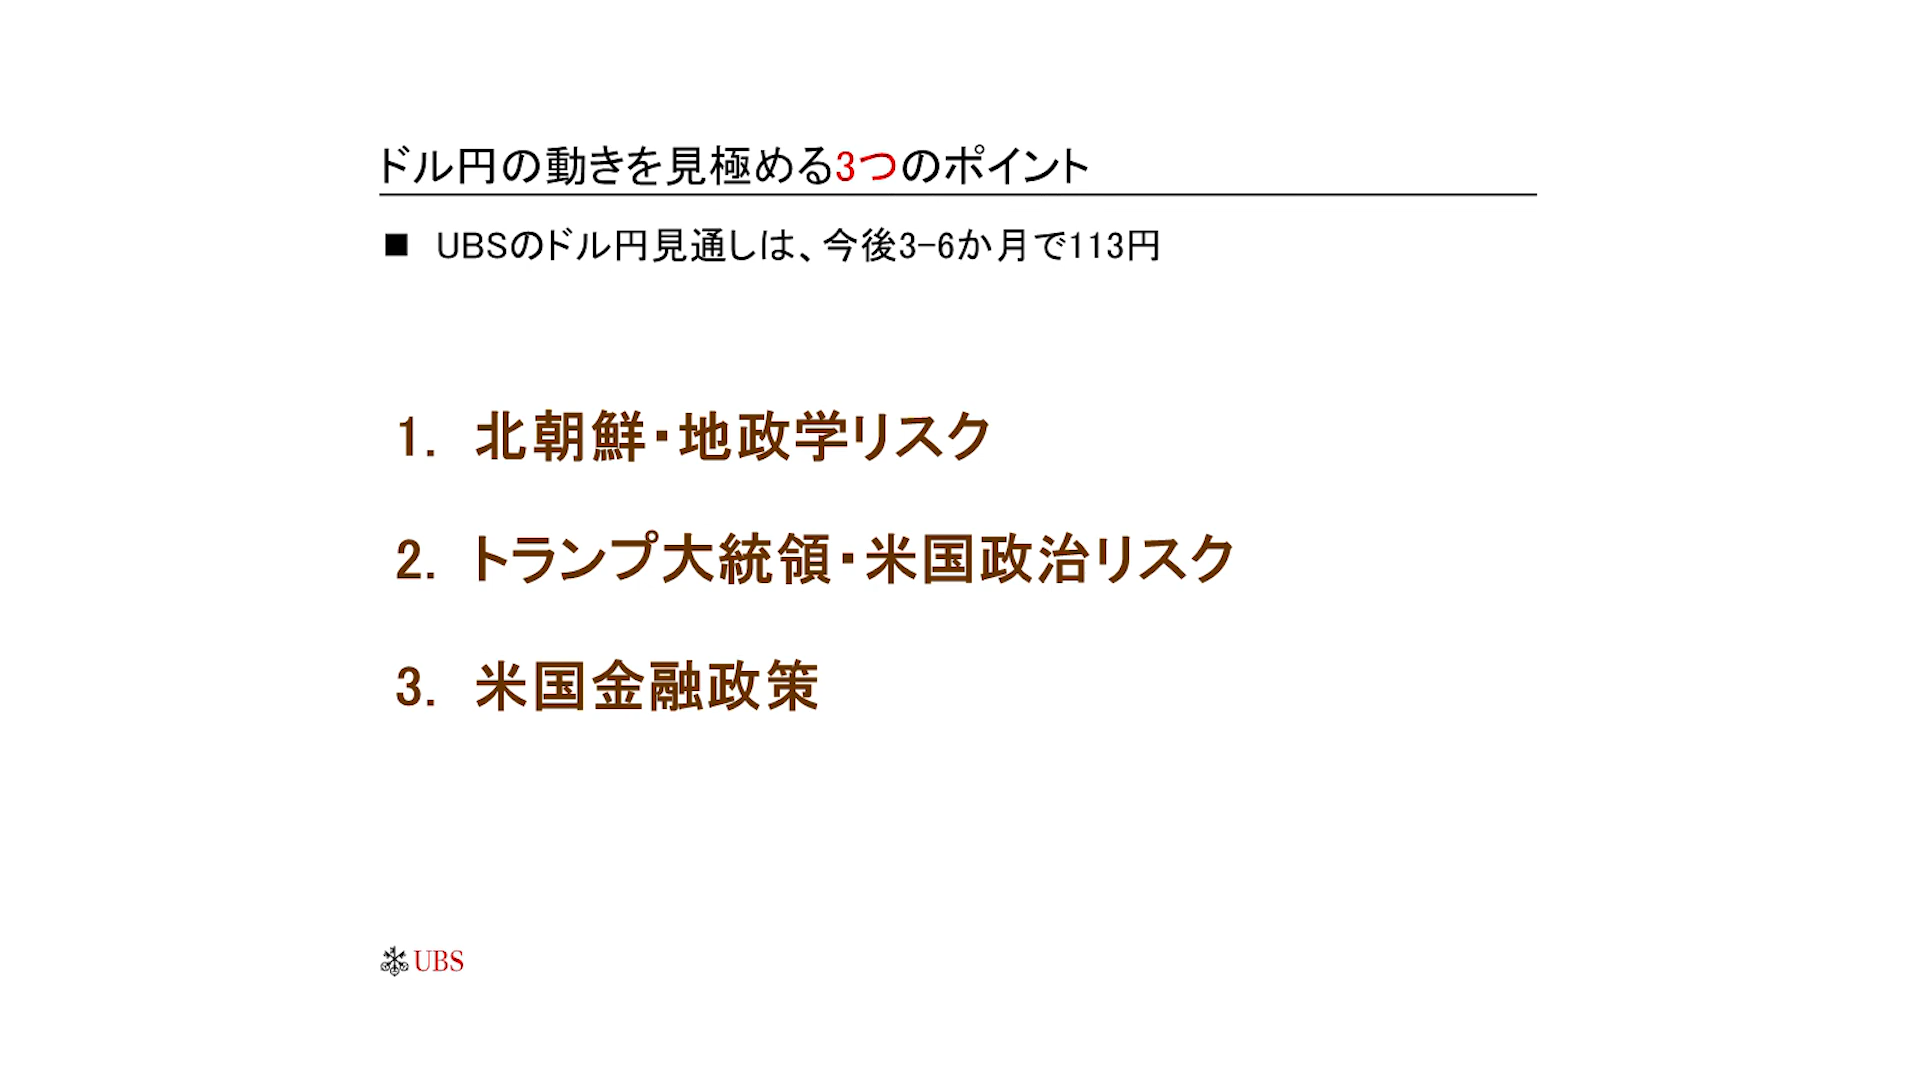 ドル円の動きを見極める3つのポイント
■ UBSのドル円見通しは、今後3-6か月で113円
1. 北朝鮮・地政学リスク
2. トランプ大統領・米国政治リスク
3. 米国金融政策
UBS